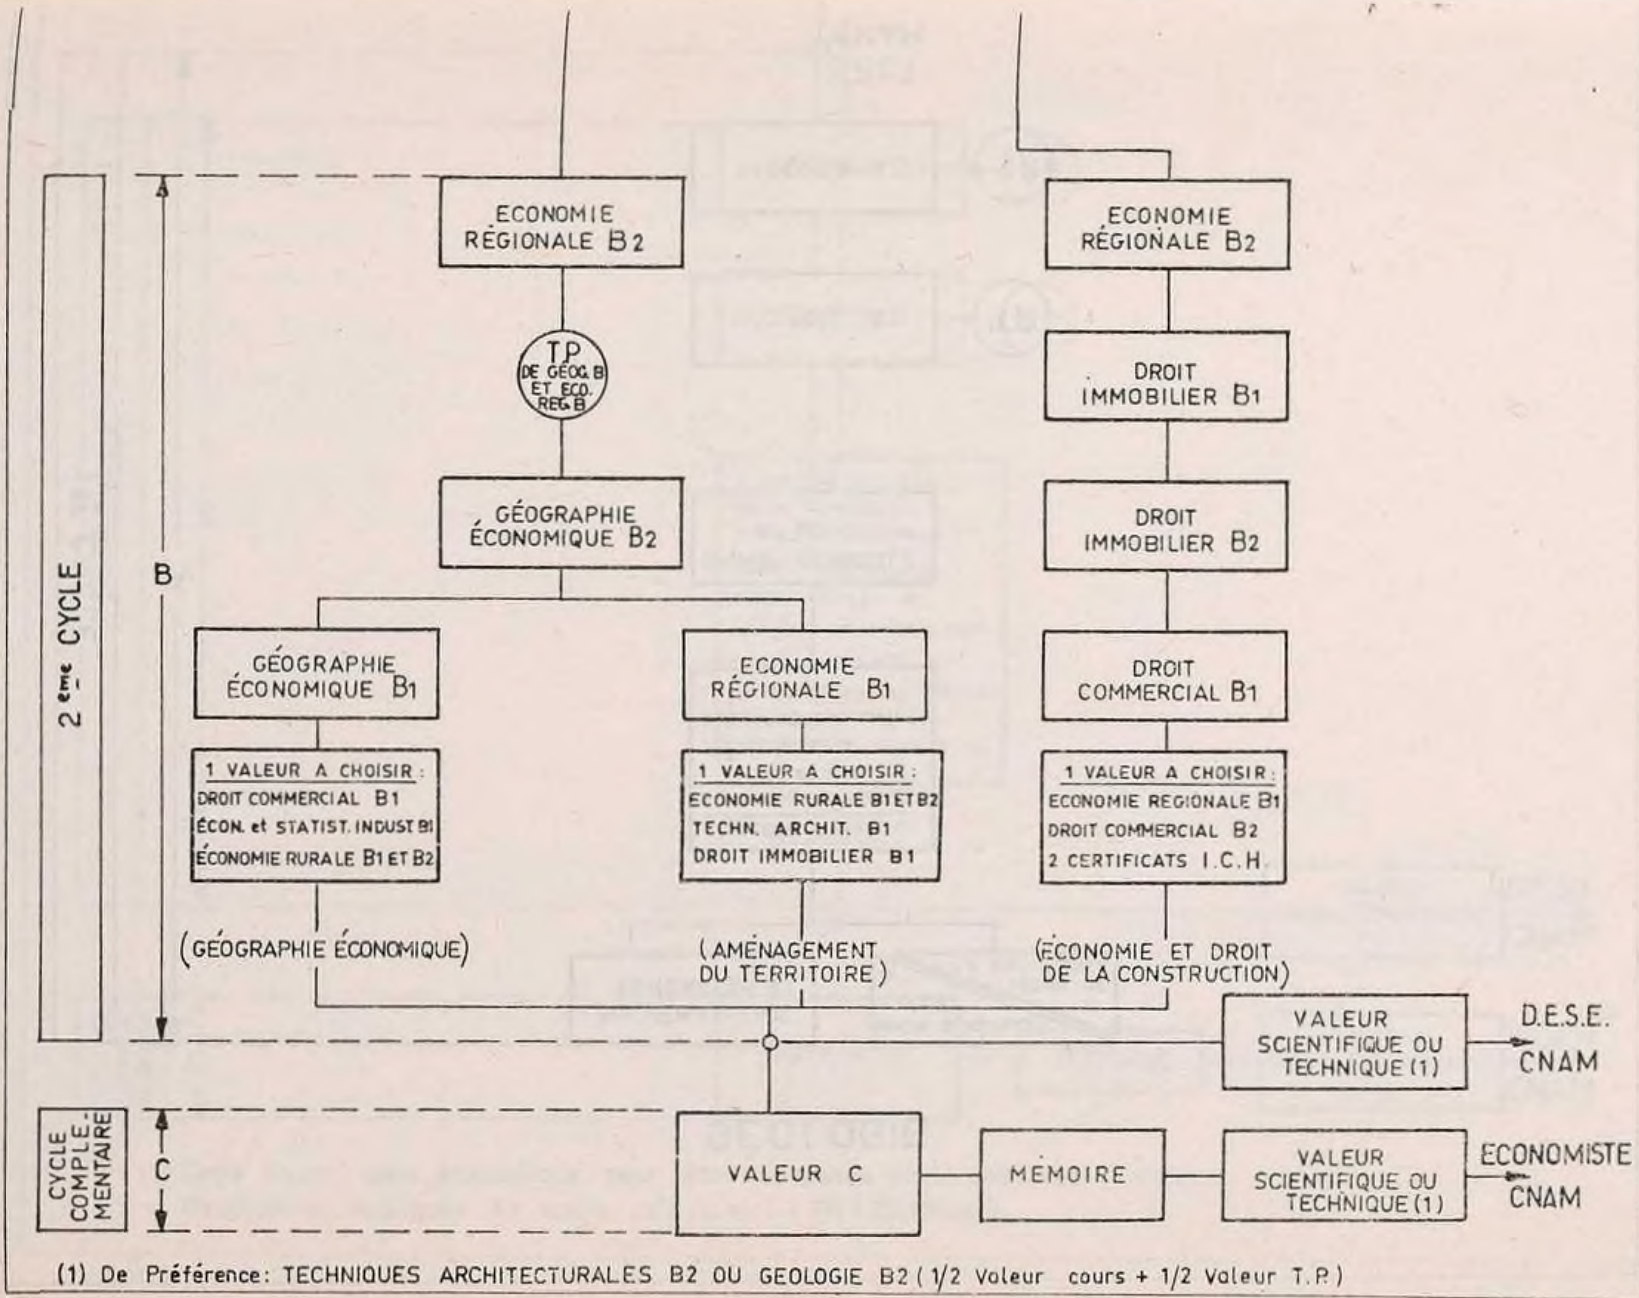 ECONOMIE
RÉGIONALE B2
ECONOMIE
RÉGIONALE B2
T.P
DE GÉOG. B
ET ECO.
REG. B
DROIT
IMMOBILIER B1
GÉOGRAPHIE
ÉCONOMIQUE B2
DROIT
IMMOBILIER B2
2 eme CYCLE
B
GÉOGRAPHIE
ÉCONOMIQUE B1
ECONOMIE
RÉGIONALE B1
DROIT
COMMERCIAL B1
1 VALEUR A CHOISIR :
DROIT COMMERCIAL B1
ÉCON. et STATIST. INDUST B1
ÉCONOMIE RURALE B1 ET B2
1 VALEUR A CHOISIR :
ECONOMIE RURALE B1 ET B2
TECHN. ARCHIT. B1
DROIT IMMOBILIER B1
1 VALEUR A CHOISIR :
ECONOMIE REGIONALE B1
DROIT COMMERCIAL B2
2 CERTIFICATS I.C.H.
(GÉOGRAPHIE ÉCONOMIQUE)
(AMÉNAGEMENT
DU TERRITOIRE)
(ÉCONOMIE ET DROIT
DE LA CONSTRUCTION)
VALEUR
SCIENTIFIQUE OU
TECHNIQUE (1)
D.E.S.E.
CNAM
CYCLE
COMPLE-
MENTAIRE
C
VALEUR C
MÉMOIRE
VALEUR
SCIENTIFIQUE OU
TECHNIQUE (1)
ECONOMISTE
CNAM
(1) De Préférence: TECHNIQUES ARCHITECTURALES B2 OU GEOLOGIE B2 ( 1/2 Valeur cours + 1/2 Valeur T.P. )